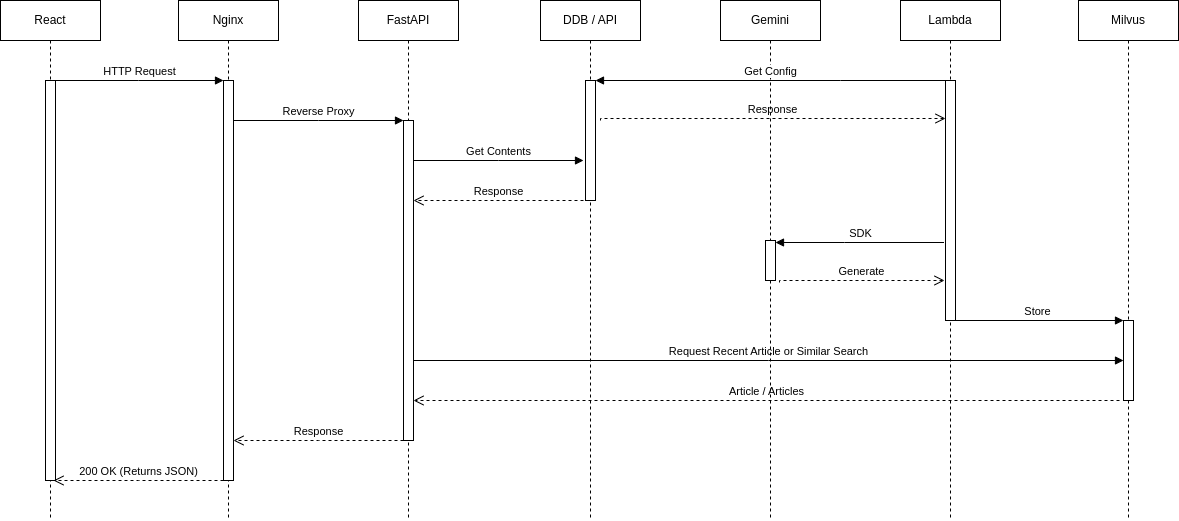 React
Nginx
FastAPI
DDB / API
Gemini
Lambda
Milvus
HTTP Request
Get Config
Reverse Proxy
Response
Get Contents
Response
SDK
Generate
Store
Request Recent Article or Similar Search
Article / Articles
Response
200 OK (Returns JSON)